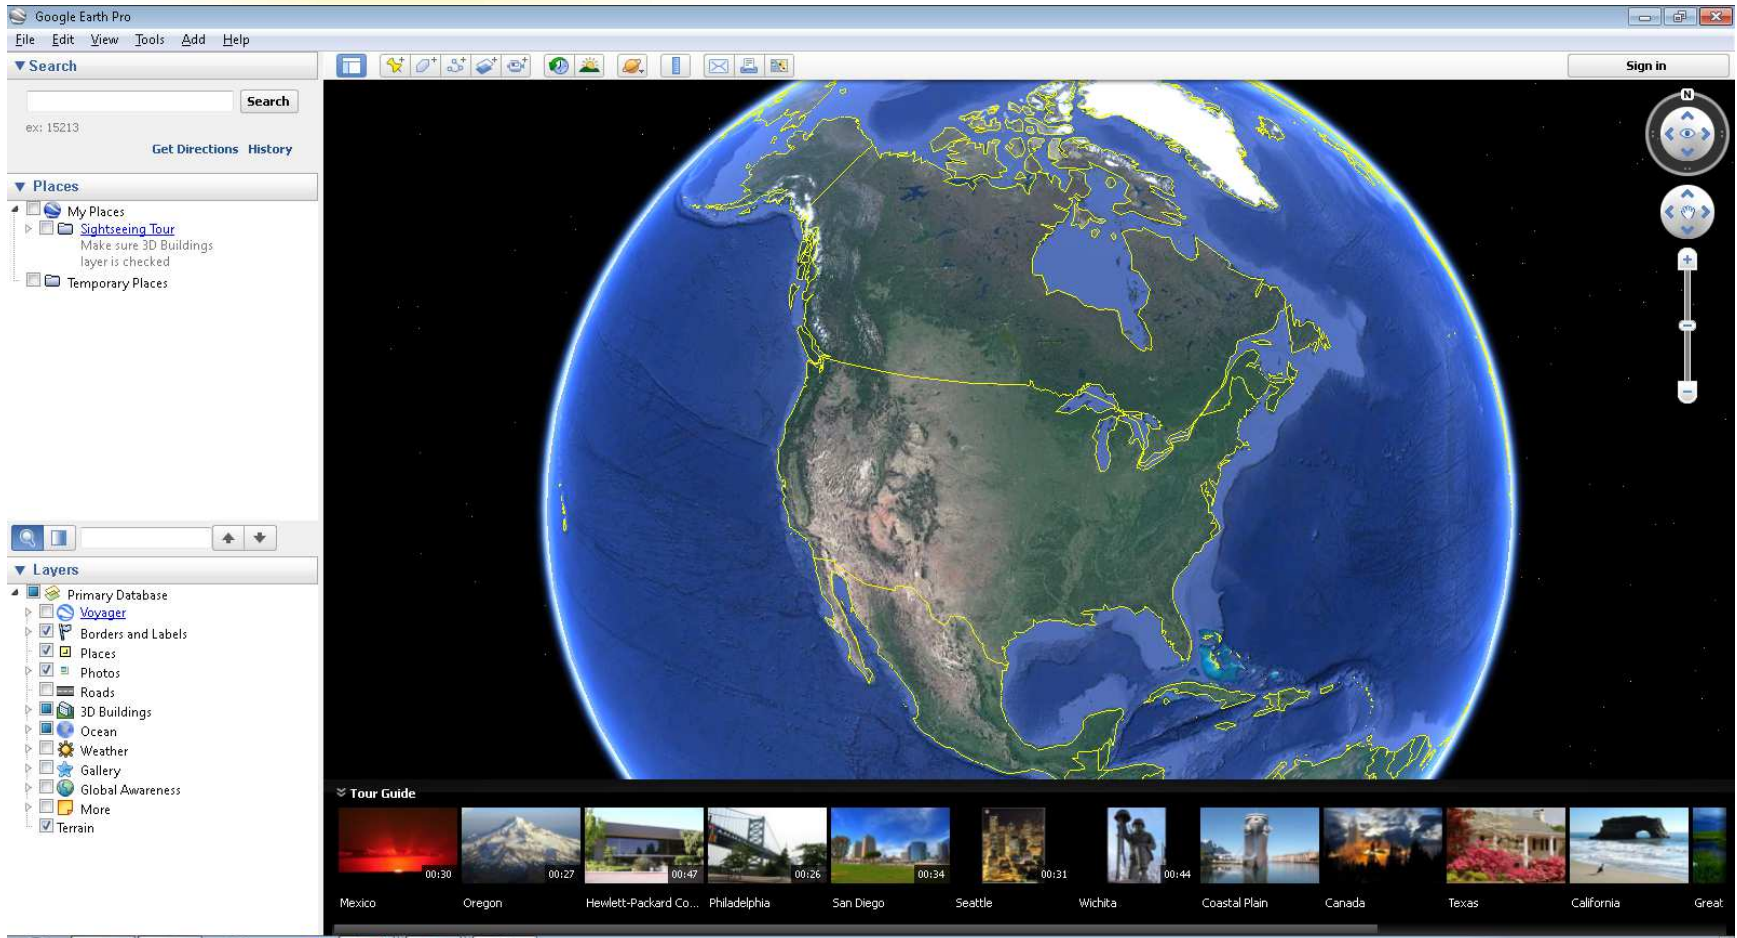 Google Earth Pro
File Edit View Tools Add Help
Search
Sign in
Search
ex: 15213
Get Directions History
N
Places
My Places
Sightseeing Tour
Make sure 3D Buildings
layer is checked
Temporary Places
Layers
Primary Database
Voyager
Borders and Labels
Places
Photos
Roads
3D Buildings
Ocean
Weather
Gallery
Global Awareness
More
Terrain
Tour Guide
00:30 00:27 00:47 00:26 00:34 00:31 00:44
Mexico Oregon Hewlett-Packard Co... Philadelphia San Diego Seattle Wichita Coastal Plain Canada Texas California Great